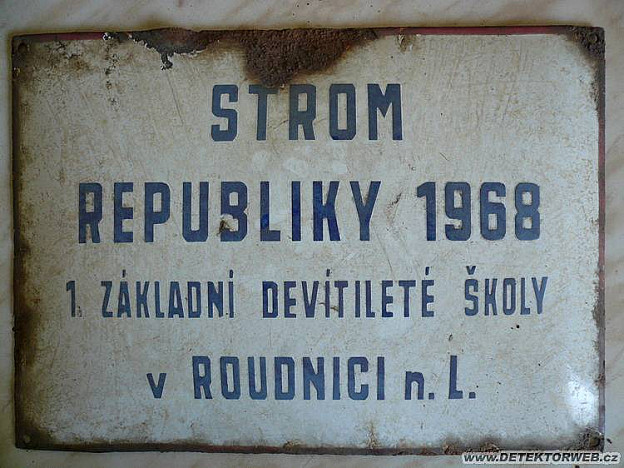 STROM
REPUBLIKY 1968
1. ZÁKLADNÍ DEVÍTILETÉ ŠKOLY
v ROUDNICI n. L.
www.DETEKTORWEB.cz